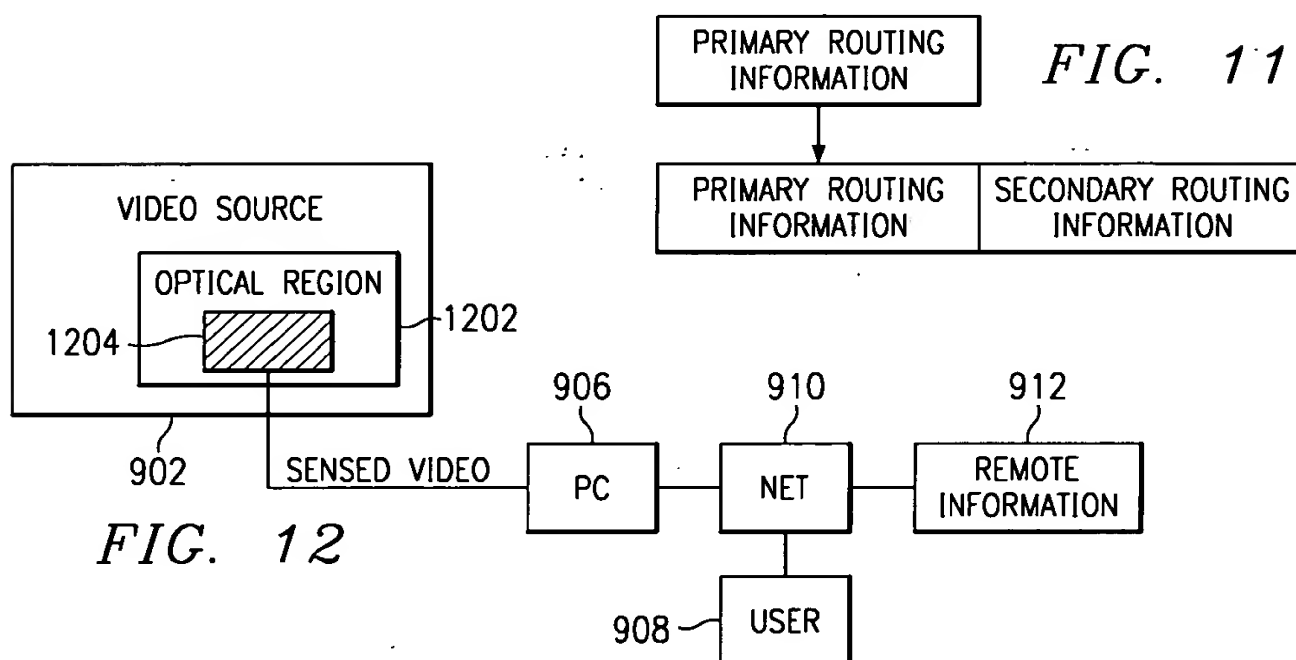 PRIMARY ROUTING
INFORMATION
FIG. 11
PRIMARY ROUTING
INFORMATION
SECONDARY ROUTING
INFORMATION
VIDEO SOURCE
OPTICAL REGION
1204
1202
902
SENSED VIDEO
906
PC
910
NET
912
REMOTE
INFORMATION
908
USER
FIG. 12